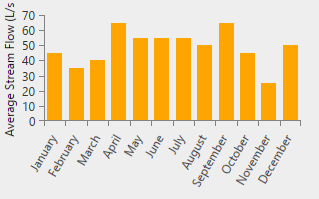 Average Stream Flow (L/s
70
60
50
40
30
20
10
0
January
February
March
April
May
June
July
August
September
October
November
December